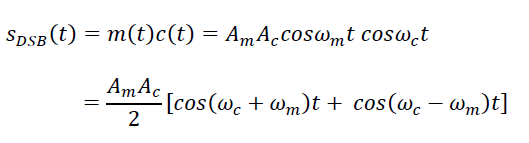 s_DSB(t) = m(t)c(t) = A_m A_c cosω_m t cosω_c t
= A_m A_c / 2 [cos(ω_c + ω_m)t + cos(ω_c − ω_m)t]